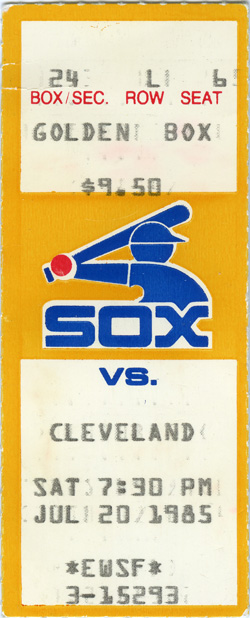 24 L 6
BOX/SEC. ROW SEAT
GOLDEN BOX
$9.50
SOX
VS.
CLEVELAND
SAT 7:30 PM
JUL 20 1985
*EWSF*
3-15293